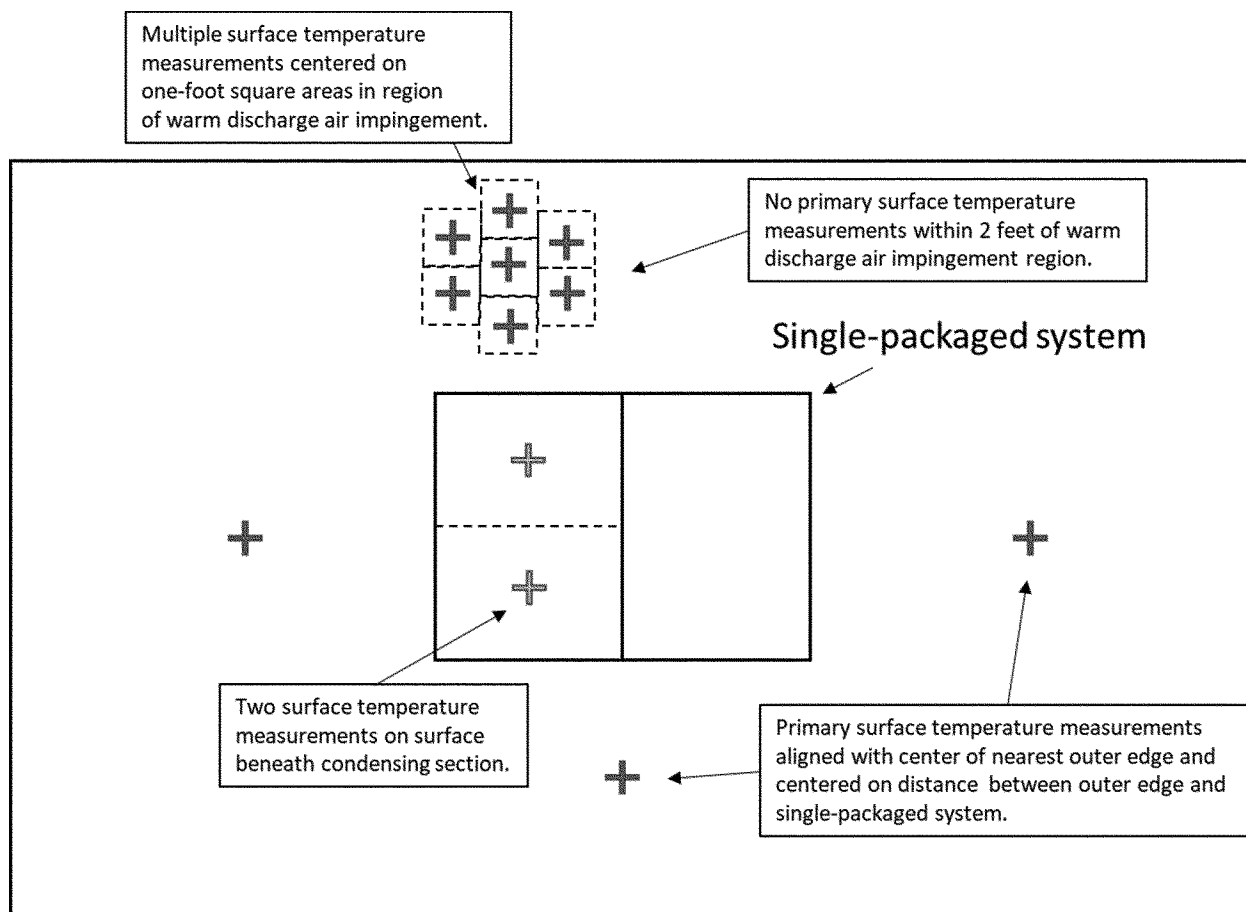 Multiple surface temperature
measurements centered on
one-foot square areas in region
of warm discharge air impingement.
No primary surface temperature
measurements within 2 feet of warm
discharge air impingement region.
Single-packaged system
Two surface temperature
measurements on surface
beneath condensing section.
Primary surface temperature measurements
aligned with center of nearest outer edge and
centered on distance between outer edge and
single-packaged system.